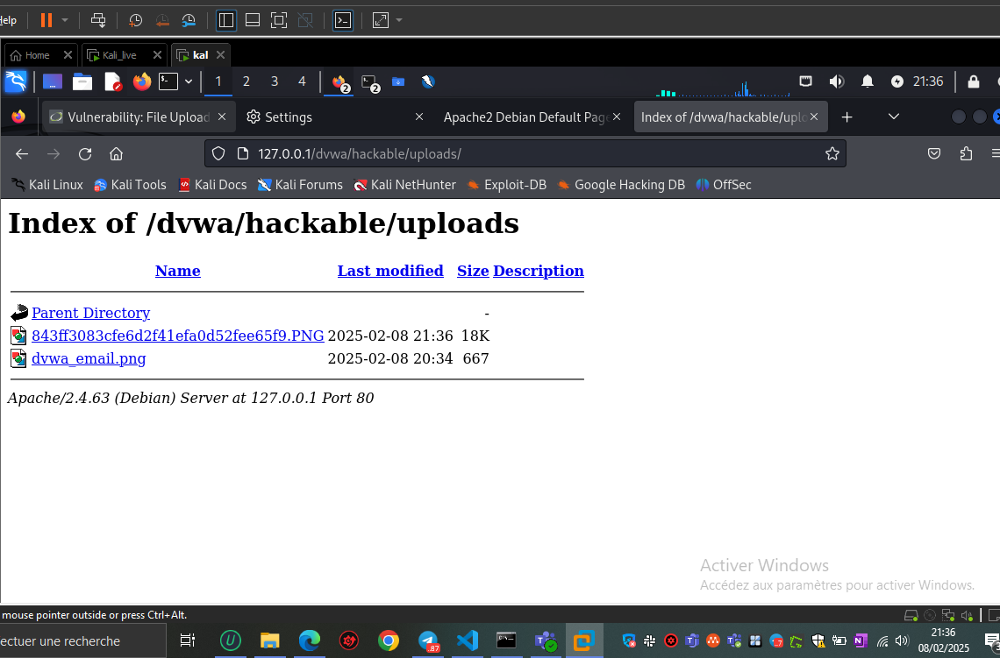 Help
Home
Kali_live
kal
1 2 3 4
2
2
21:36
Vulnerability: File Upload
Settings
Apache2 Debian Default Page
Index of /dvwa/hackable/uplo
127.0.0.1/dvwa/hackable/uploads/
Kali Linux Kali Tools Kali Docs Kali Forums Kali NetHunter Exploit-DB Google Hacking DB OffSec
Index of /dvwa/hackable/uploads
Name Last modified Size Description
Parent Directory -
843ff3083cfe6d2f41efa0d52fee65f9.PNG 2025-02-08 21:36 18K
dvwa_email.png 2025-02-08 20:34 667
Apache/2.4.63 (Debian) Server at 127.0.0.1 Port 80
Activer Windows
Accédez aux paramètres pour activer Windows.
mouse pointer outside or press Ctrl+Alt.
ectuer une recherche
87
21:36
08/02/2025